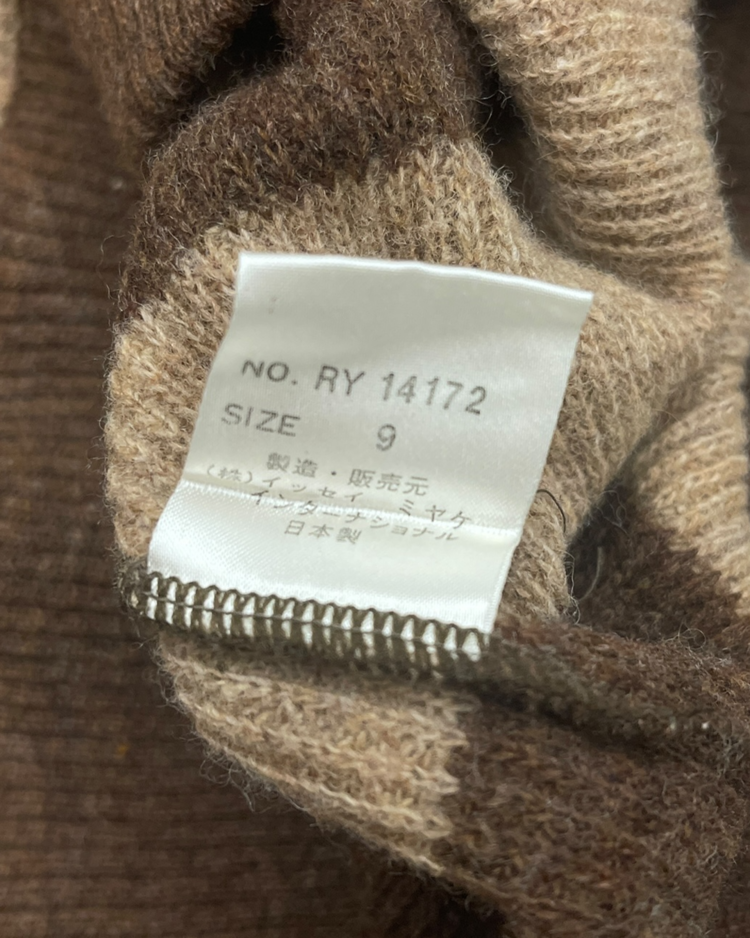 NO. RY 14172
SIZE 9
製造・販売元
(株)イッセイ ミヤケ
インターナショナル
日本製